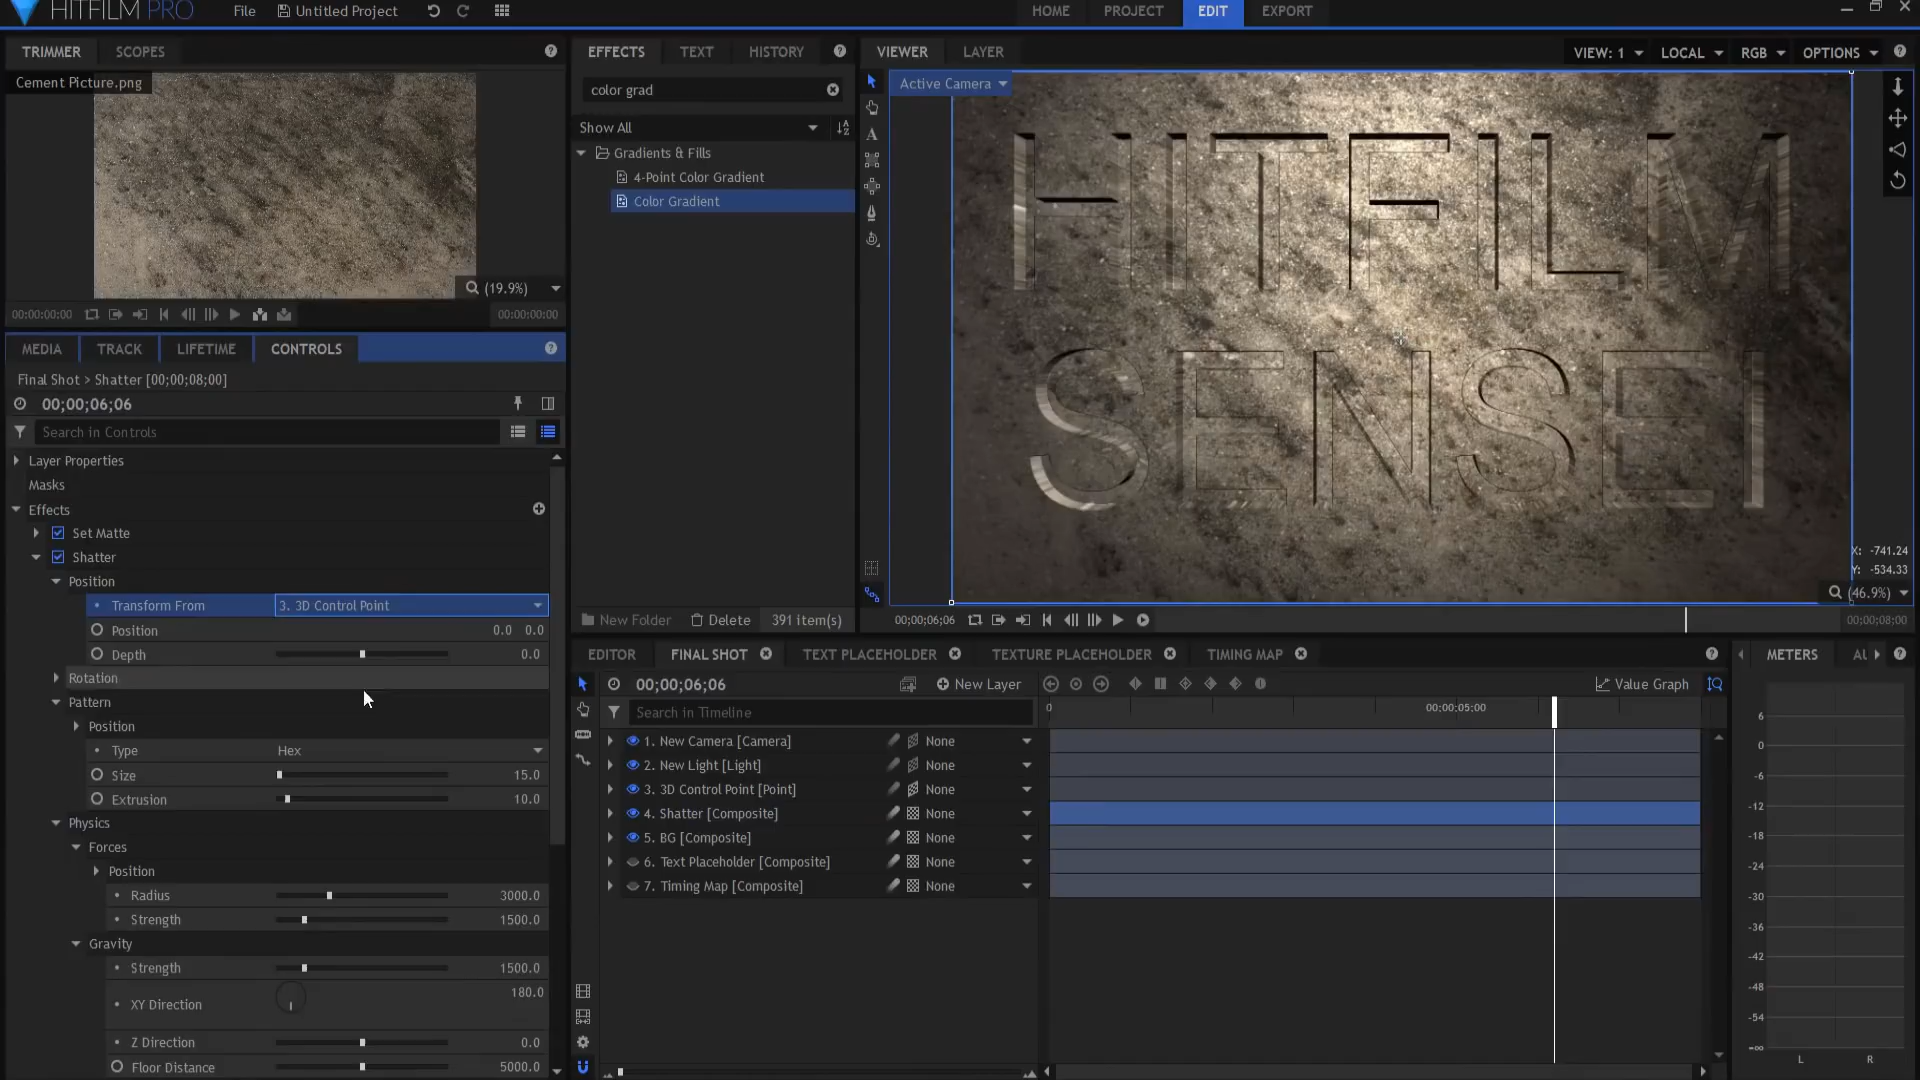 HITFILM PRO
File
Untitled Project
HOME
PROJECT
EDIT
EXPORT
TRIMMER
SCOPES
Cement Picture.png
(19.9%)
00:00:00:00
00:00:00:00
MEDIA
TRACK
LIFETIME
CONTROLS
Final Shot > Shatter [00;00;08;00]
00;00;06;06
Search in Controls
Layer Properties
Masks
Effects
Set Matte
Shatter
Position
Transform From
3. 3D Control Point
Position
0.0 0.0
Depth
0.0
Rotation
Pattern
Position
Type
Hex
Size
15.0
Extrusion
10.0
Physics
Forces
Position
Radius
3000.0
Strength
1500.0
Gravity
Strength
1500.0
XY Direction
180.0
Z Direction
0.0
Floor Distance
5000.0
EFFECTS
TEXT
HISTORY
color grad
Show All
Gradients & Fills
4-Point Color Gradient
Color Gradient
New Folder
Delete
391 item(s)
VIEWER
LAYER
VIEW: 1
LOCAL
RGB
OPTIONS
Active Camera
HITFILM
SENSEI
X: -741.24
Y: -534.33
(46.9%)
00;00;06;06
00;00;08;00
EDITOR
FINAL SHOT
TEXT PLACEHOLDER
TEXTURE PLACEHOLDER
TIMING MAP
00;00;06;06
New Layer
Value Graph
Search in Timeline
0
00:00:05:00
1. New Camera [Camera]
None
2. New Light [Light]
None
3. 3D Control Point [Point]
None
4. Shatter [Composite]
None
5. BG [Composite]
None
6. Text Placeholder [Composite]
None
7. Timing Map [Composite]
None
METERS
6
0
-6
-12
-18
-24
-30
-36
-42
-48
-54
-∞
L
R